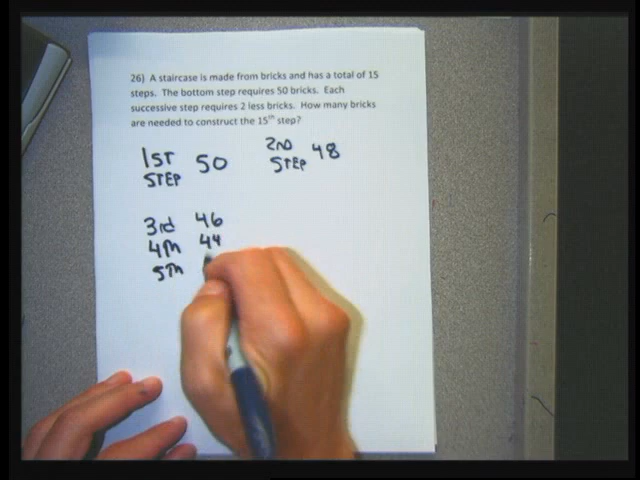 26) A staircase is made from bricks and has a total of 15
steps. The bottom step requires 50 bricks. Each
successive step requires 2 less bricks. How many bricks
are needed to construct the 15th step?
1ST STEP 50
2ND STEP 48
3rd 46
4th 44
5th